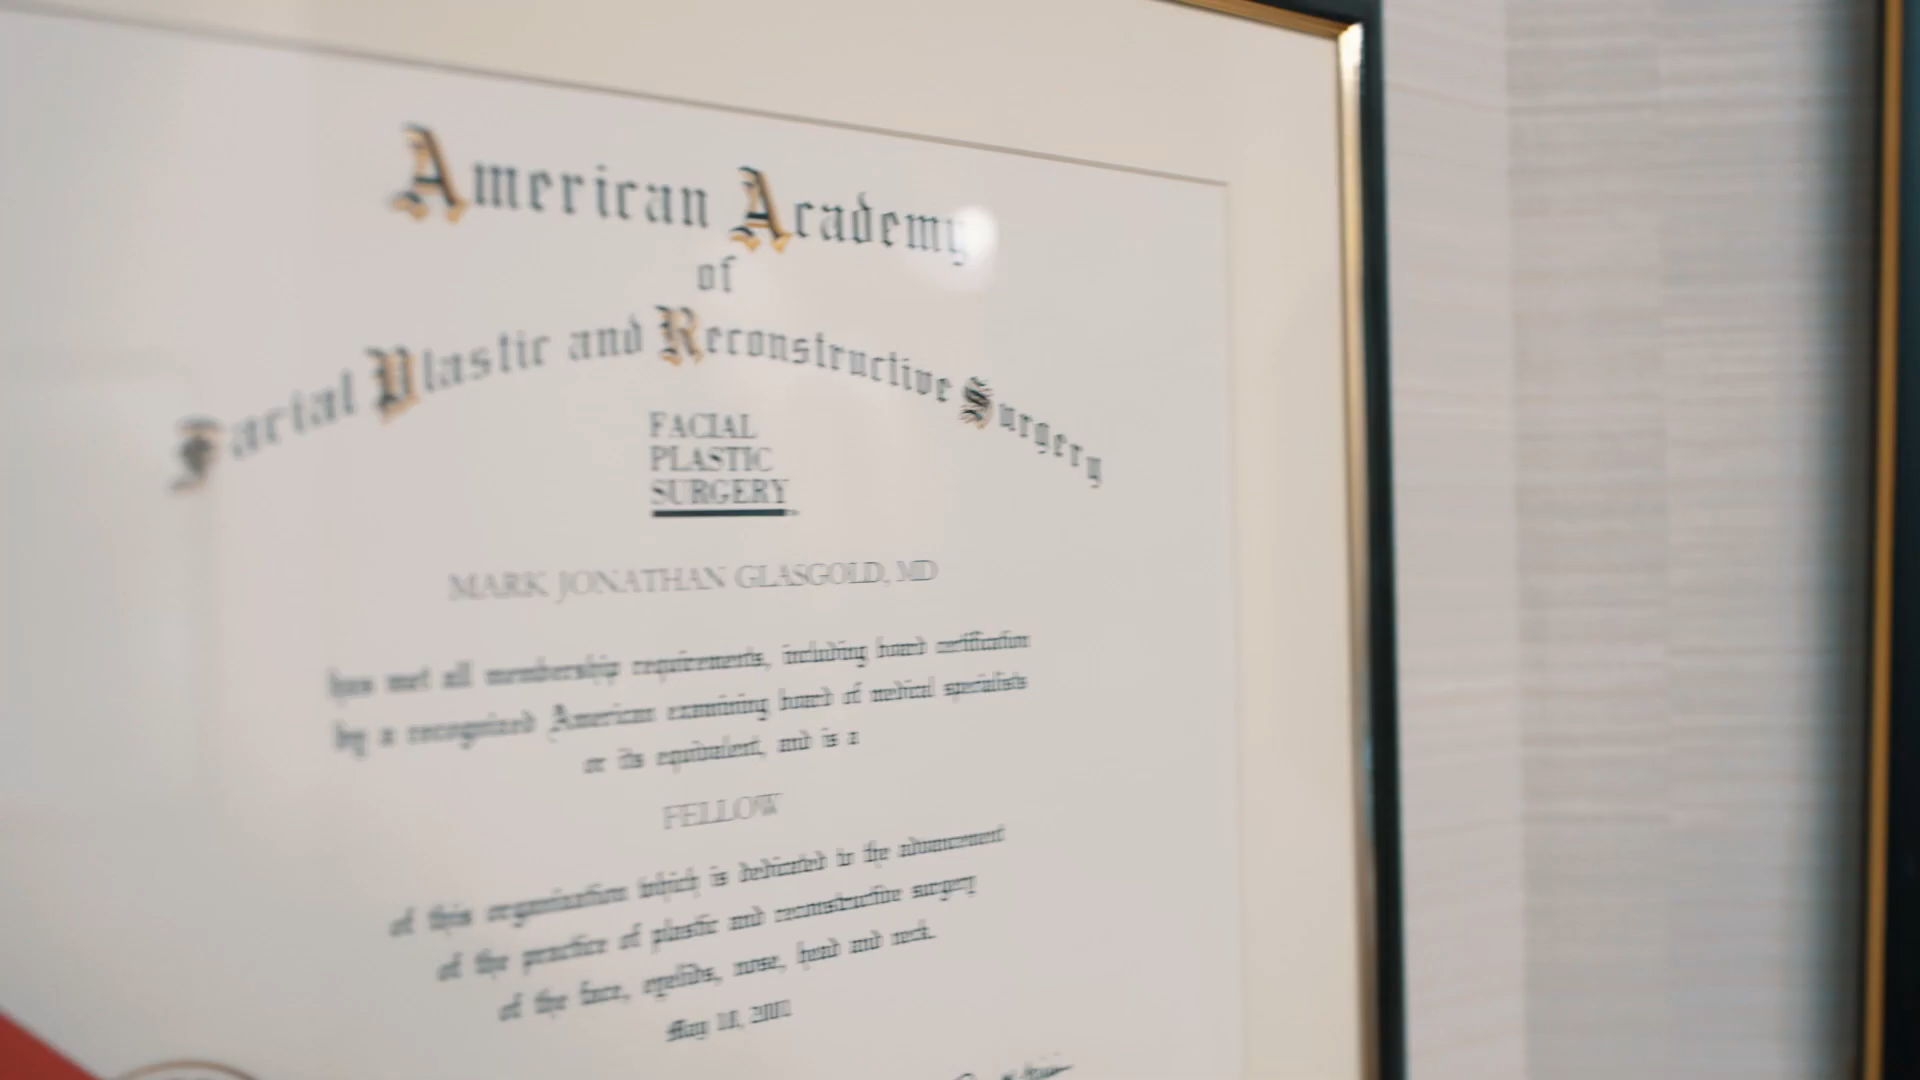 American Academy
of
Facial Plastic and Reconstructive Surgery
FACIAL
PLASTIC
SURGERY
MARK JONATHAN GLASGOLD, MD
has met all membership requirements, including board certification
by a recognized American examining board of medical specialists
or its equivalent, and is a
FELLOW
of this organization which is dedicated to the advancement
of the practice of plastic and reconstructive surgery
of the face, eyelids, nose, head and neck.
May 18,